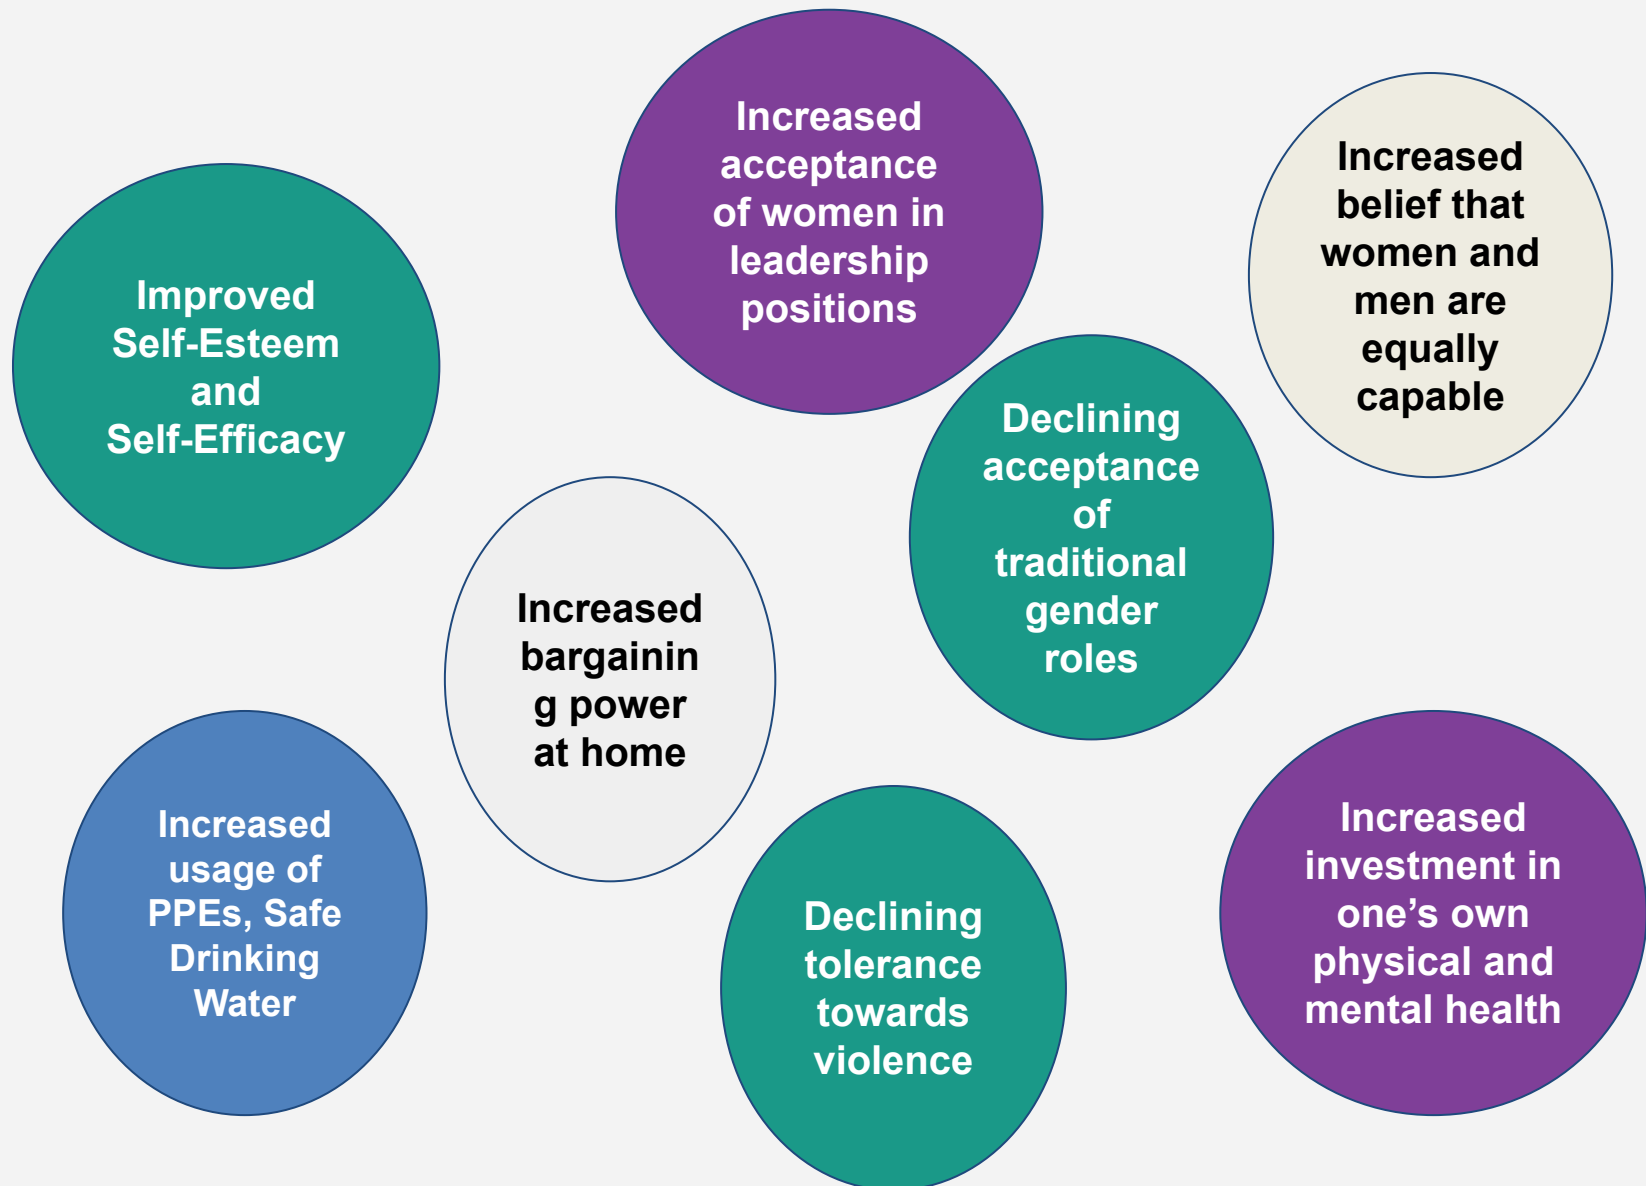 Increased
acceptance
of women in
leadership
positions
Increased
belief that
women and
men are
equally
capable
Improved
Self-Esteem
and
Self-Efficacy
Declining
acceptance
of
traditional
gender
roles
Increased
bargainin
g power
at home
Increased
usage of
PPEs, Safe
Drinking
Water
Declining
tolerance
towards
violence
Increased
investment in
one’s own
physical and
mental health